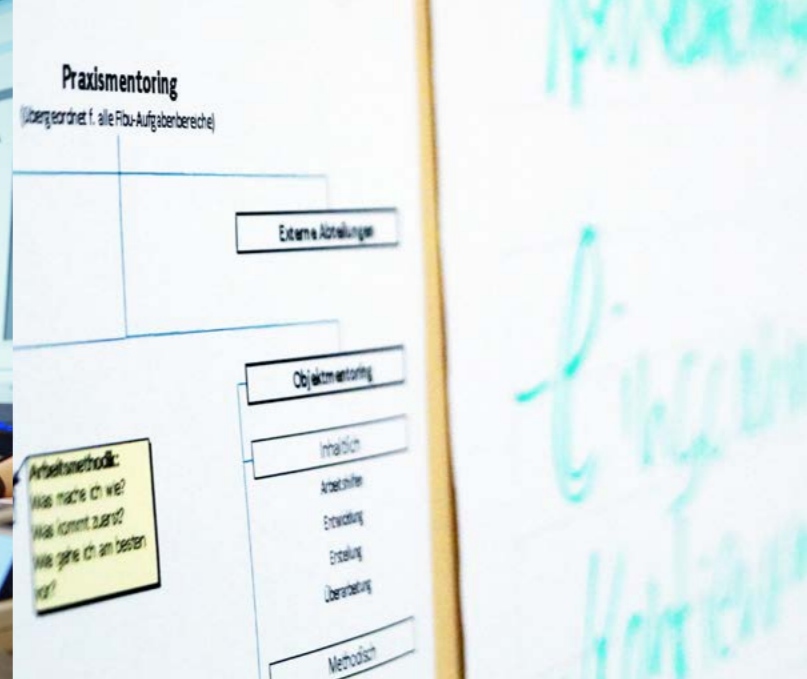 Praxismentoring
(Übergeordnet f. alle Fibu-Aufgabenbereiche)
Externe Abteilungen
Objektmentoring
Inhaltlich
Arbeitshilfen
Entwicklung
Erstellung
Überarbeitung
Methodisch
Arbeitsmethodik:
Was mache ich wie?
Was kommt zuerst?
Wie gehe ich am besten
vor?